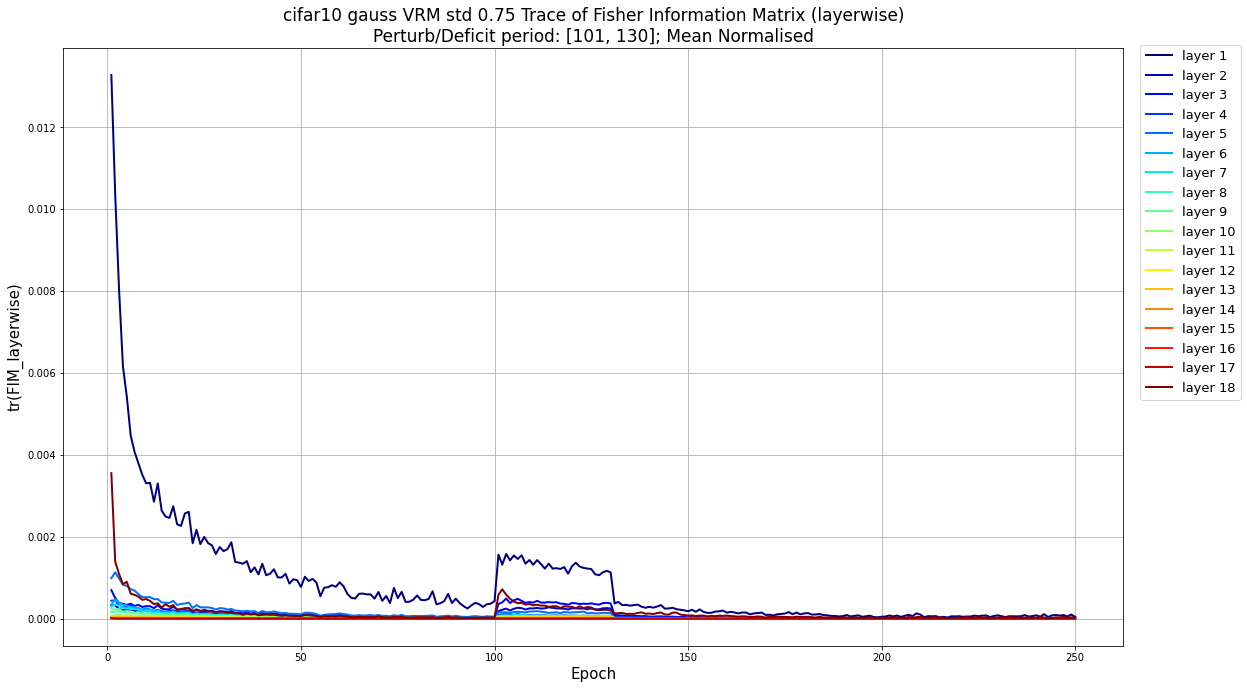 cifar10 gauss VRM std 0.75 Trace of Fisher Information Matrix (layerwise)
Perturb/Deficit period: [101, 130]; Mean Normalised
tr(FIM_layerwise)
0.012
0.010
0.008
0.006
0.004
0.002
0.000
0
50
100
150
200
250
Epoch
layer 1
layer 2
layer 3
layer 4
layer 5
layer 6
layer 7
layer 8
layer 9
layer 10
layer 11
layer 12
layer 13
layer 14
layer 15
layer 16
layer 17
layer 18